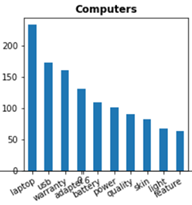 Computers
200
150
100
50
0
laptop
usb
warranty
adapter
battery
power
quality
skin
light
feature